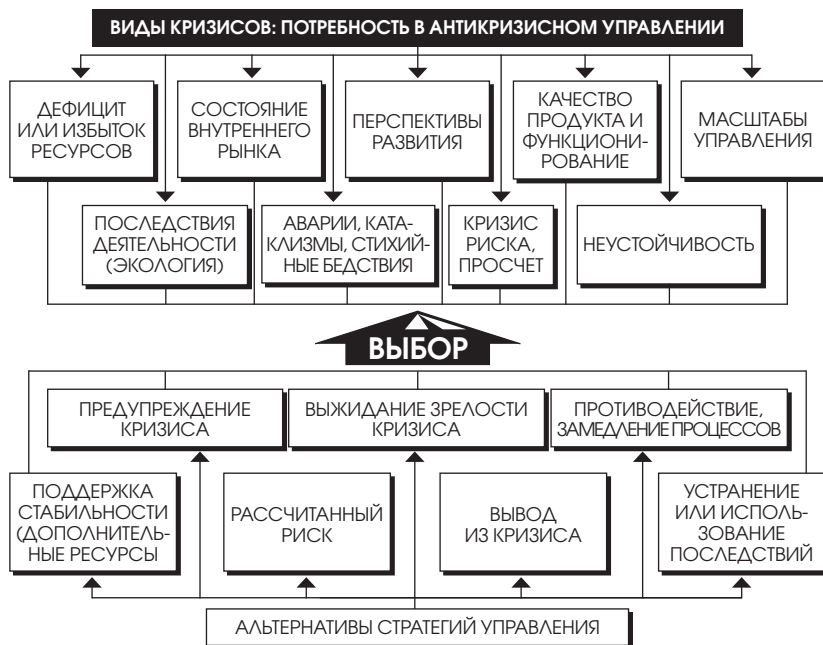 ВИДЫ КРИЗИСОВ: ПОТРЕБНОСТЬ В АНТИКРИЗИСНОМ УПРАВЛЕНИИ
ДЕФИЦИТ
ИЛИ ИЗБЫТОК
РЕСУРСОВ
СОСТОЯНИЕ
ВНУТРЕННЕГО
РЫНКА
ПЕРСПЕКТИВЫ
РАЗВИТИЯ
КАЧЕСТВО
ПРОДУКТА И
ФУНКЦИОНИ-
РОВАНИЕ
МАСШТАБЫ
УПРАВЛЕНИЯ
ПОСЛЕДСТВИЯ
ДЕЯТЕЛЬНОСТИ
(ЭКОЛОГИЯ)
АВАРИИ, КАТА-
КЛИЗМЫ, СТИХИЙ-
НЫЕ БЕДСТВИЯ
КРИЗИС
РИСКА,
ПРОСЧЕТ
НЕУСТОЙЧИВОСТЬ
ВЫБОР
ПРЕДУПРЕЖДЕНИЕ
КРИЗИСА
ВЫЖИДАНИЕ ЗРЕЛОСТИ
КРИЗИСА
ПРОТИВОДЕЙСТВИЕ,
ЗАМЕДЛЕНИЕ ПРОЦЕССОВ
ПОДДЕРЖКА
СТАБИЛЬНОСТИ
(ДОПОЛНИТЕЛЬ-
НЫЕ РЕСУРСЫ
РАССЧИТАННЫЙ
РИСК
ВЫВОД
ИЗ КРИЗИСА
УСТРАНЕНИЕ
ИЛИ ИСПОЛЬ-
ЗОВАНИЕ
ПОСЛЕДСТВИЙ
АЛЬТЕРНАТИВЫ СТРАТЕГИЙ УПРАВЛЕНИЯ